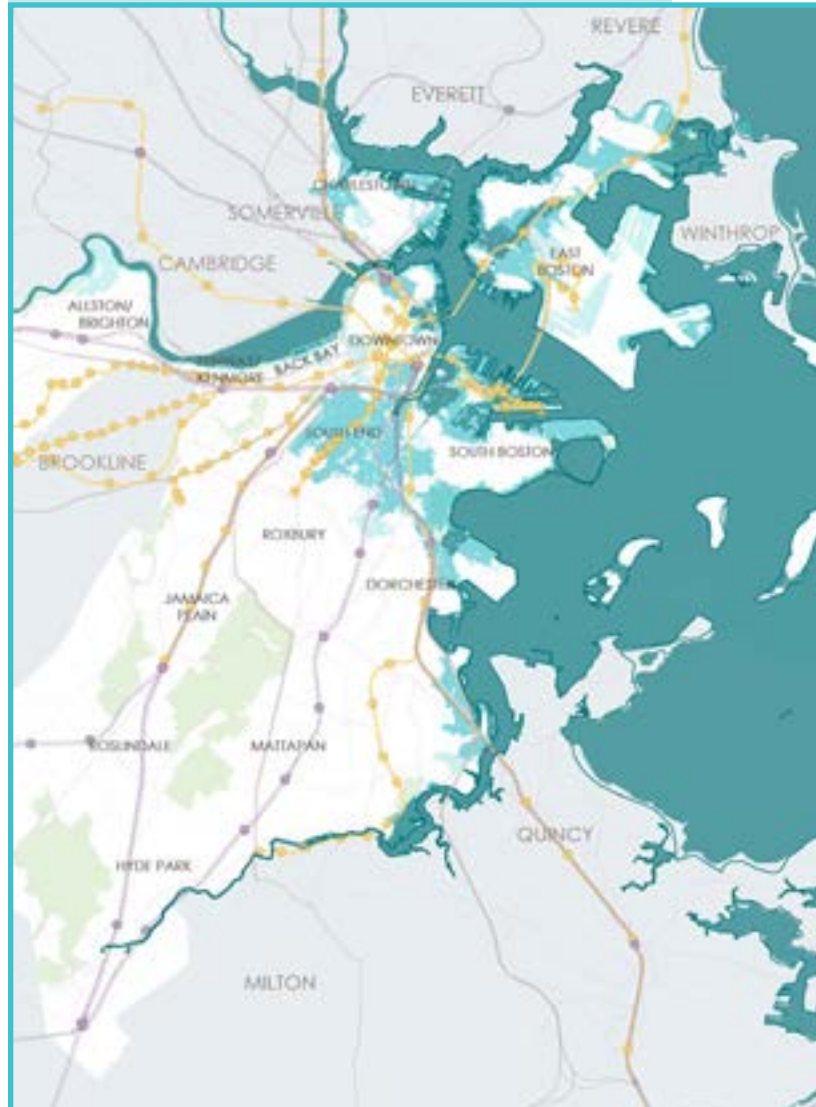 REVERE
EVERETT
CHARLESTOWN
SOMERVILLE
WINTHROP
CAMBRIDGE
EAST
BOSTON
ALLSTON/
BRIGHTON
DOWNTOWN
BACK BAY
KENMORE
SOUTH END
BROOKLINE
SOUTH BOSTON
ROXBURY
DORCHESTER
JAMAICA
PLAIN
ROSLINDALE
MATTAPAN
QUINCY
HYDE PARK
MILTON